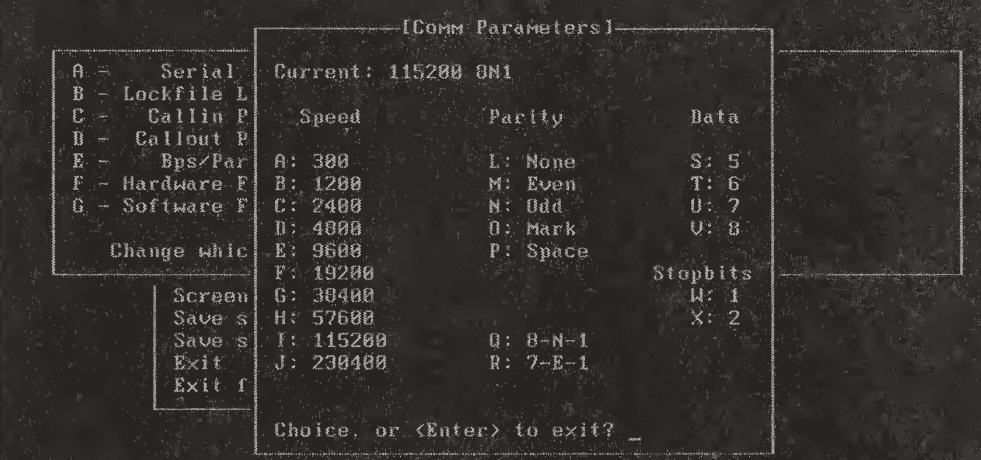 [Comm Parameters]
Current: 115200 8N1
Speed Parity Data
A: 300 L: None S: 5
B: 1200 M: Even T: 6
C: 2400 N: Odd U: 7
D: 4800 O: Mark V: 8
E: 9600 P: Space
F: 19200 Stopbits
G: 38400 W: 1
H: 57600 X: 2
I: 115200 Q: 8-N-1
J: 230400 R: 7-E-1
Choice, or <Enter> to exit? _
A - Serial
B - Lockfile L
C - Callin P
D - Callout P
E - Bps/Par
F - Hardware F
G - Software F
Change whic
Screen
Save s
Save s
Exit
Exit f